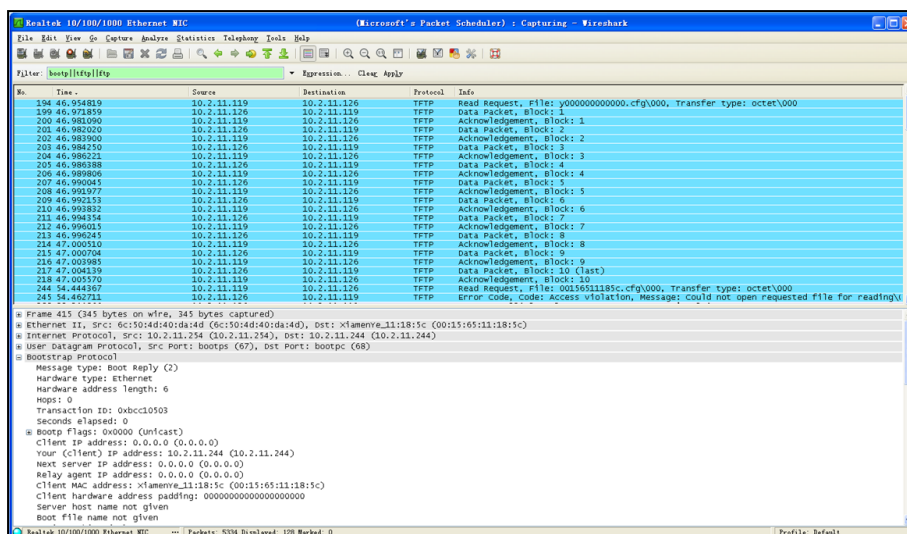 Realtek 10/100/1000 Ethernet NIC (Microsoft's Packet Scheduler) : Capturing - Wireshark
File Edit View Go Capture Analyze Statistics Telephony Tools Help
Filter: bootp||tftp||ftp Expression... Clear Apply
No. Time . Source Destination Protocol Info
194 46.954819 10.2.11.119 10.2.11.126 TFTP Read Request, File: y000000000000.cfg\000, Transfer type: octet\000
199 46.971859 10.2.11.126 10.2.11.119 TFTP Data Packet, Block: 1
200 46.981090 10.2.11.119 10.2.11.126 TFTP Acknowledgement, Block: 1
201 46.982020 10.2.11.126 10.2.11.119 TFTP Data Packet, Block: 2
202 46.983900 10.2.11.119 10.2.11.126 TFTP Acknowledgement, Block: 2
203 46.984250 10.2.11.126 10.2.11.119 TFTP Data Packet, Block: 3
204 46.986221 10.2.11.119 10.2.11.126 TFTP Acknowledgement, Block: 3
205 46.986388 10.2.11.126 10.2.11.119 TFTP Data Packet, Block: 4
206 46.989806 10.2.11.119 10.2.11.126 TFTP Acknowledgement, Block: 4
207 46.990045 10.2.11.126 10.2.11.119 TFTP Data Packet, Block: 5
208 46.991977 10.2.11.119 10.2.11.126 TFTP Acknowledgement, Block: 5
209 46.992153 10.2.11.126 10.2.11.119 TFTP Data Packet, Block: 6
210 46.993832 10.2.11.119 10.2.11.126 TFTP Acknowledgement, Block: 6
211 46.994354 10.2.11.126 10.2.11.119 TFTP Data Packet, Block: 7
212 46.996015 10.2.11.119 10.2.11.126 TFTP Acknowledgement, Block: 7
213 46.996245 10.2.11.126 10.2.11.119 TFTP Data Packet, Block: 8
214 47.000510 10.2.11.119 10.2.11.126 TFTP Acknowledgement, Block: 8
215 47.000704 10.2.11.126 10.2.11.119 TFTP Data Packet, Block: 9
216 47.003985 10.2.11.119 10.2.11.126 TFTP Acknowledgement, Block: 9
217 47.004139 10.2.11.126 10.2.11.119 TFTP Data Packet, Block: 10 (last)
218 47.005570 10.2.11.119 10.2.11.126 TFTP Acknowledgement, Block: 10
244 54.444367 10.2.11.119 10.2.11.126 TFTP Read Request, File: 00156511185c.cfg\000, Transfer type: octet\000
245 54.462711 10.2.11.126 10.2.11.119 TFTP Error Code, Code: Access violation, Message: Could not open requested file for reading\
Frame 415 (345 bytes on wire, 345 bytes captured)
Ethernet II, Src: 6c:50:4d:40:da:4d (6c:50:4d:40:da:4d), Dst: XiamenYe_11:18:5c (00:15:65:11:18:5c)
Internet Protocol, Src: 10.2.11.254 (10.2.11.254), Dst: 10.2.11.244 (10.2.11.244)
User Datagram Protocol, Src Port: bootps (67), Dst Port: bootpc (68)
Bootstrap Protocol
Message type: Boot Reply (2)
Hardware type: Ethernet
Hardware address length: 6
Hops: 0
Transaction ID: 0xbcc10503
Seconds elapsed: 0
Bootp flags: 0x0000 (Unicast)
Client IP address: 0.0.0.0 (0.0.0.0)
Your (client) IP address: 10.2.11.244 (10.2.11.244)
Next server IP address: 0.0.0.0 (0.0.0.0)
Relay agent IP address: 0.0.0.0 (0.0.0.0)
Client MAC address: XiamenYe_11:18:5c (00:15:65:11:18:5c)
Client hardware address padding: 00000000000000000000
Server host name not given
Boot file name not given
Realtek 10/100/1000 Ethernet NIC ... Packets: 5334 Displayed: 128 Marked: 0 Profile: Default